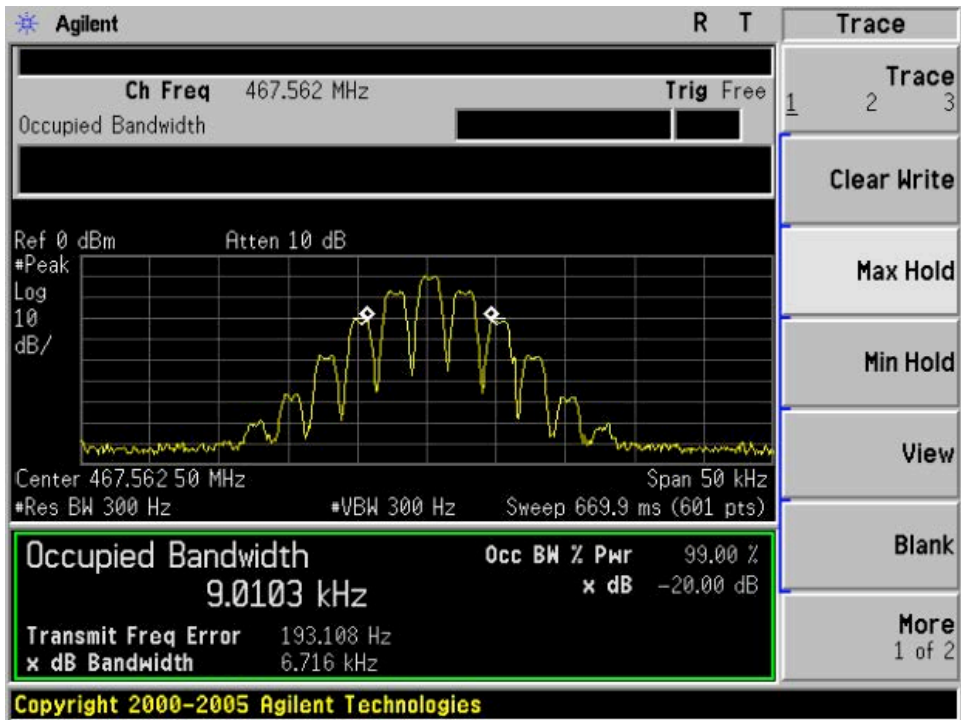 Agilent R T Trace
Ch Freq 467.562 MHz Trig Free
Occupied Bandwidth
Trace
1 2 3
Clear Write
Ref 0 dBm Atten 10 dB
#Peak
Log
10
dB/
Max Hold
Min Hold
View
Center 467.562 50 MHz Span 50 kHz
#Res BW 300 Hz #VBW 300 Hz Sweep 669.9 ms (601 pts)
Occupied Bandwidth Occ BW % Pwr 99.00 %
9.0103 kHz x dB -20.00 dB
Transmit Freq Error 193.108 Hz
x dB Bandwidth 6.716 kHz
Blank
More
1 of 2
Copyright 2000-2005 Agilent Technologies